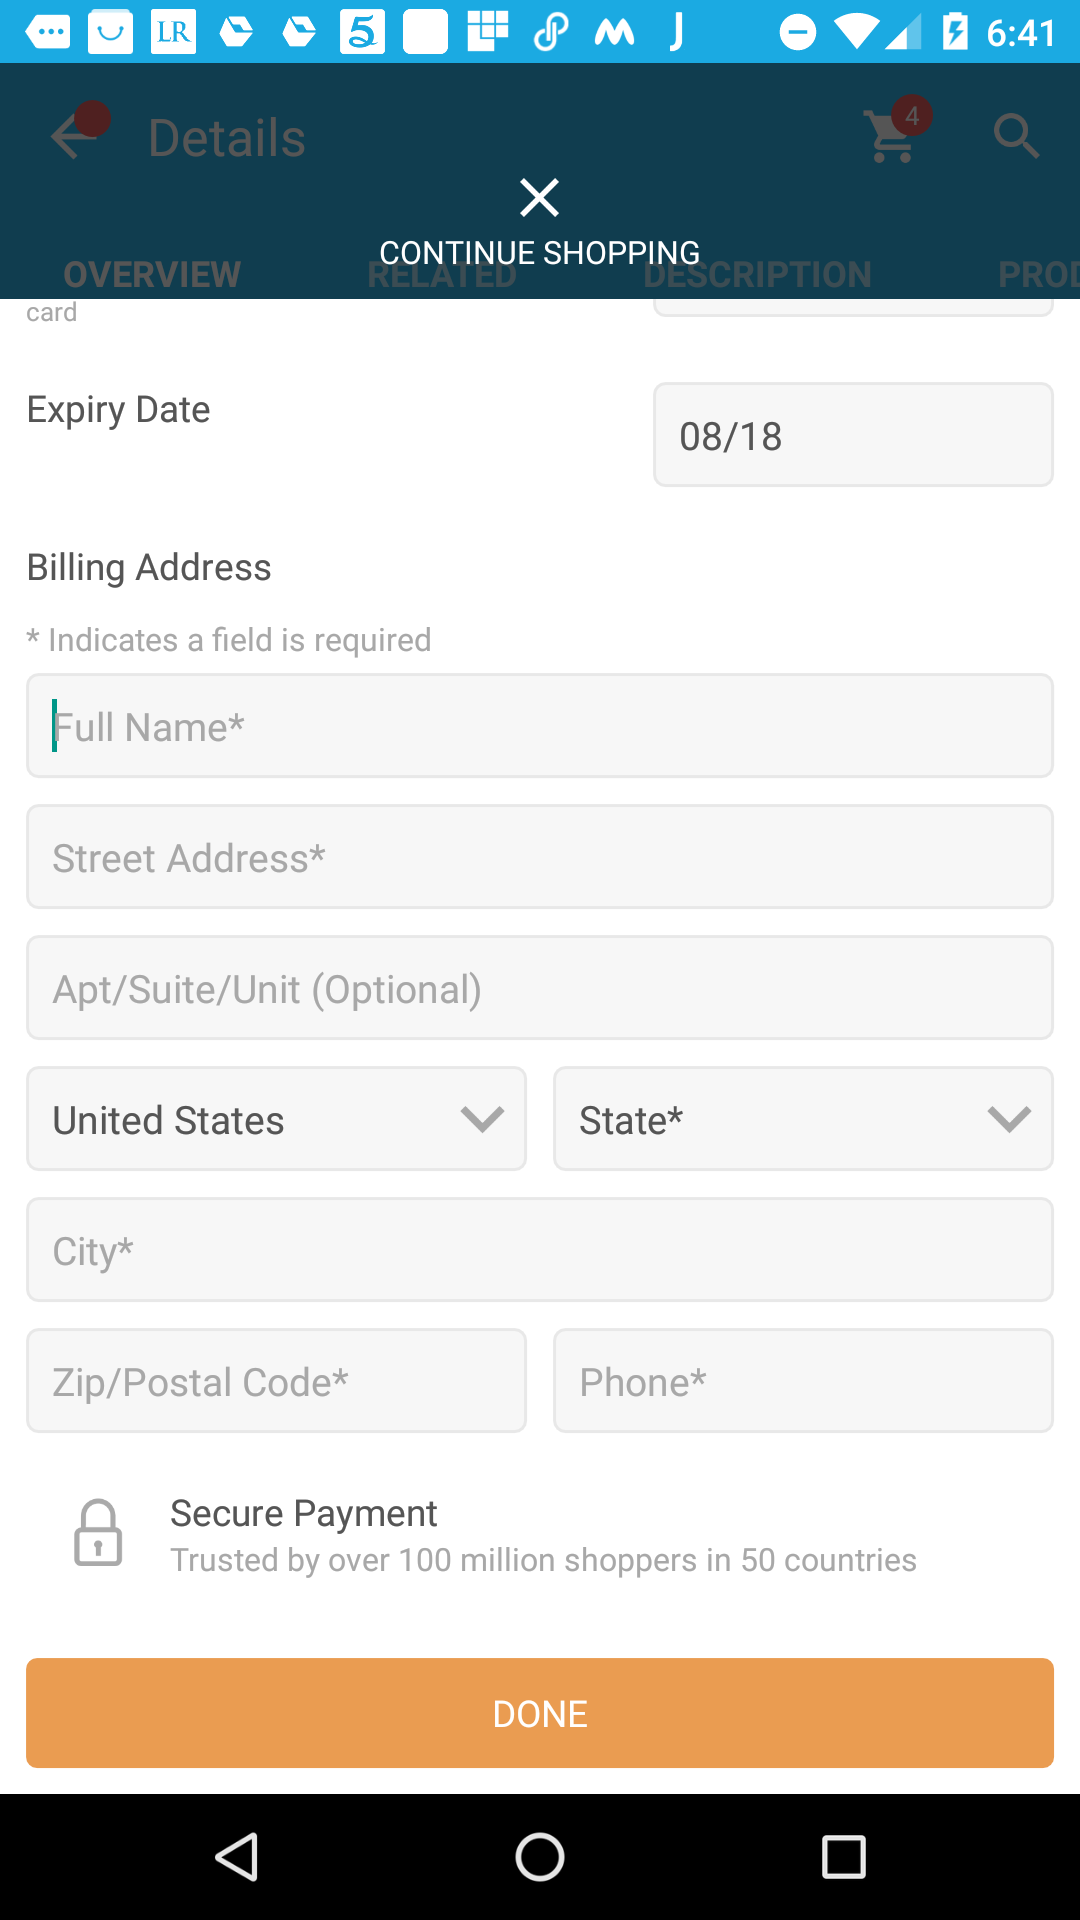 LR
5
J
6:41
Details
4
CONTINUE SHOPPING
OVERVIEW RELATED DESCRIPTION PROD
card
Expiry Date
08/18
Billing Address
* Indicates a field is required
Full Name*
Street Address*
Apt/Suite/Unit (Optional)
United States State*
City*
Zip/Postal Code* Phone*
Secure Payment
Trusted by over 100 million shoppers in 50 countries
DONE